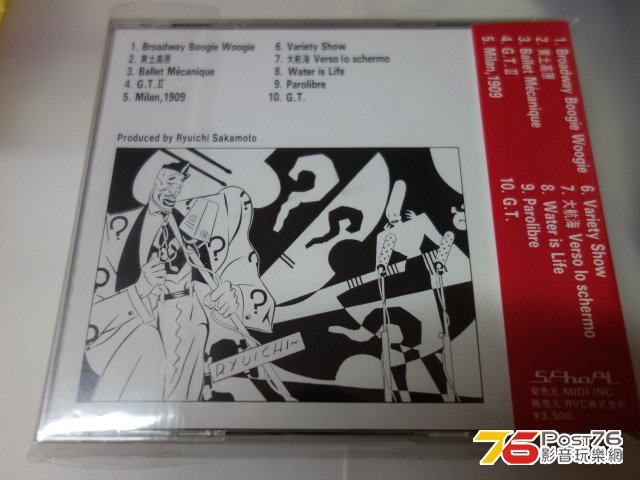 1. Broadway Boogie Woogie
2. 黄土高原
3. Ballet Mécanique
4. G.T.Ⅱ
5. Milan,1909
6. Variety Show
7. 大航海 Verso lo schermo
8. Water is Life
9. Parolibre
10. G.T.
Produced by Ryuichi Sakamoto
RYUICHI~
1. Broadway Boogie Woogie
2. 黄土高原
3. Ballet Mécanique
4. G.T.Ⅱ
5. Milan,1909
6. Variety Show
7. 大航海 Verso lo schermo
8. Water is Life
9. Parolibre
10. G.T.
School
発売元 MIDI INC
販売元 RVC株式会社
¥3,500
76 Post76
影音玩樂網